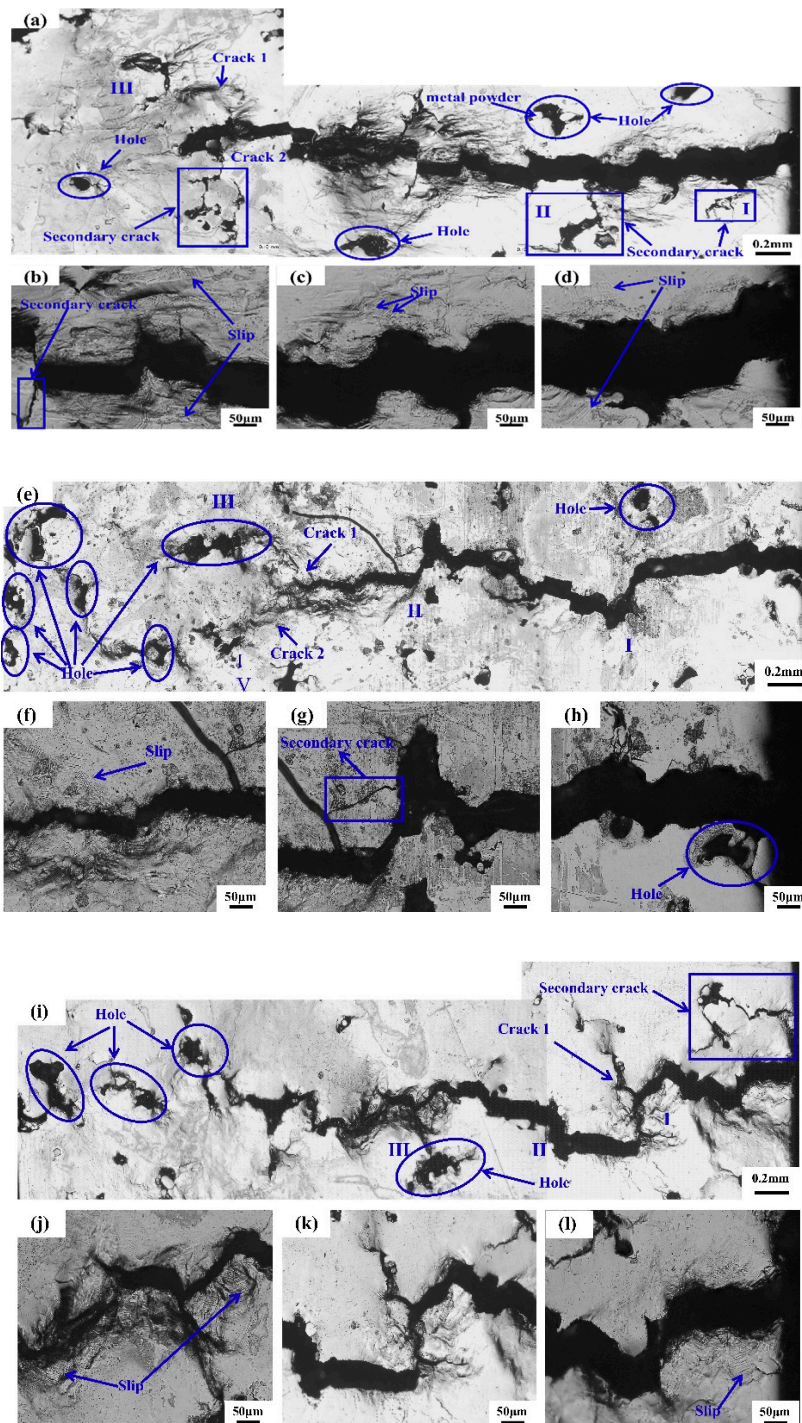 (a)
Crack 1
III
metal powder
Hole
Hole
Crack 2
Secondary crack
Hole
II
I
Secondary crack
0.2mm
(b)
Secondary crack
Slip
50μm
(c)
Slip
50μm
(d)
Slip
50μm
(e)
III
Crack 1
Hole
II
I
Hole
Crack 2
I
V
0.2mm
(f)
Slip
50μm
(g)
Secondary crack
50μm
(h)
Hole
50μm
(i)
Hole
Secondary crack
Crack 1
I
III
II
Hole
0.2mm
(j)
Slip
50μm
(k)
50μm
(l)
Slip
50μm